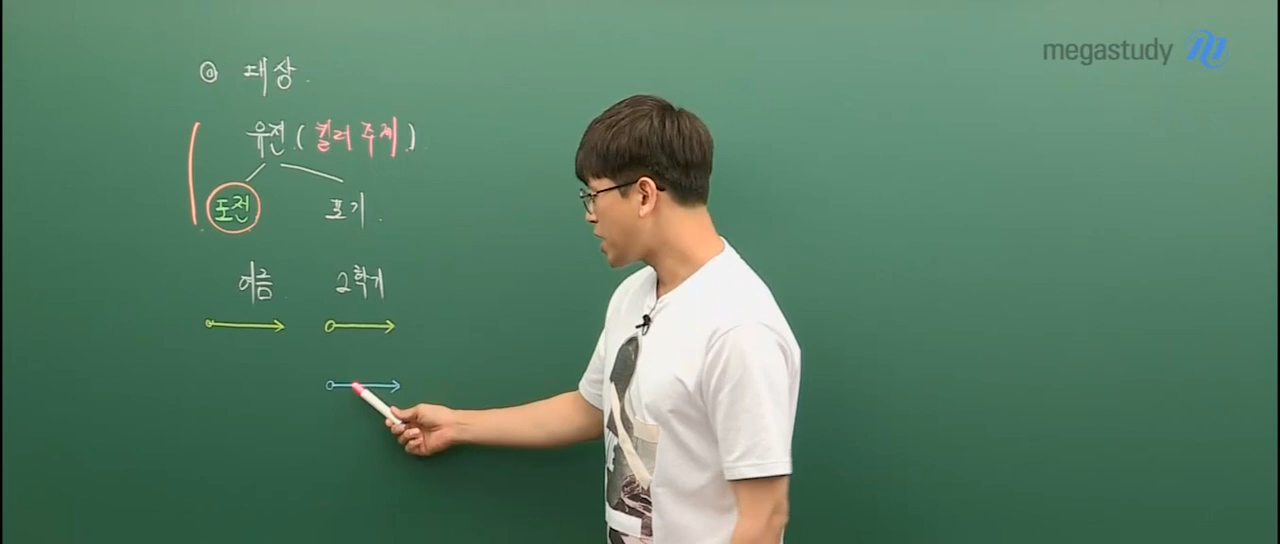 ◎ 대상.
megastudy
유전 (킬러 주제).
도전 포기.
여름 2학기